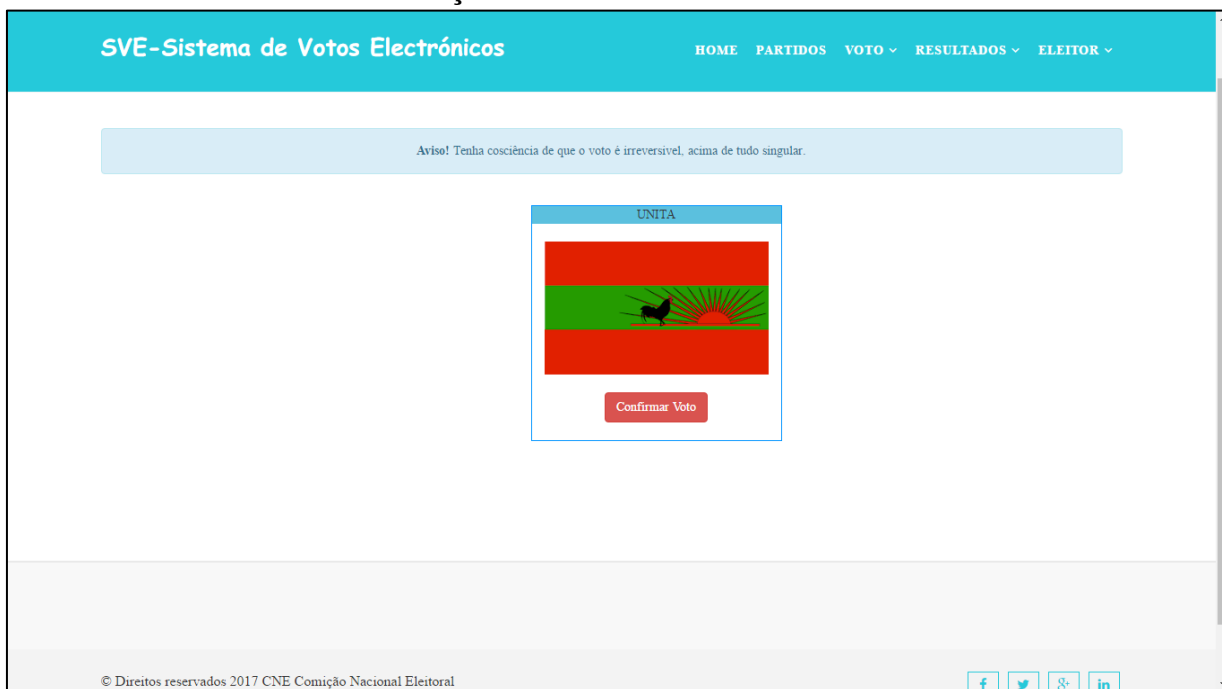 SVE-Sistema de Votos Electrónicos
HOME PARTIDOS VOTO RESULTADOS ELEITOR
Aviso! Tenha cosciência de que o voto é irreversivel, acima de tudo singular.
UNITA
Confirmar Voto
© Direitos reservados 2017 CNE Comição Nacional Eleitoral